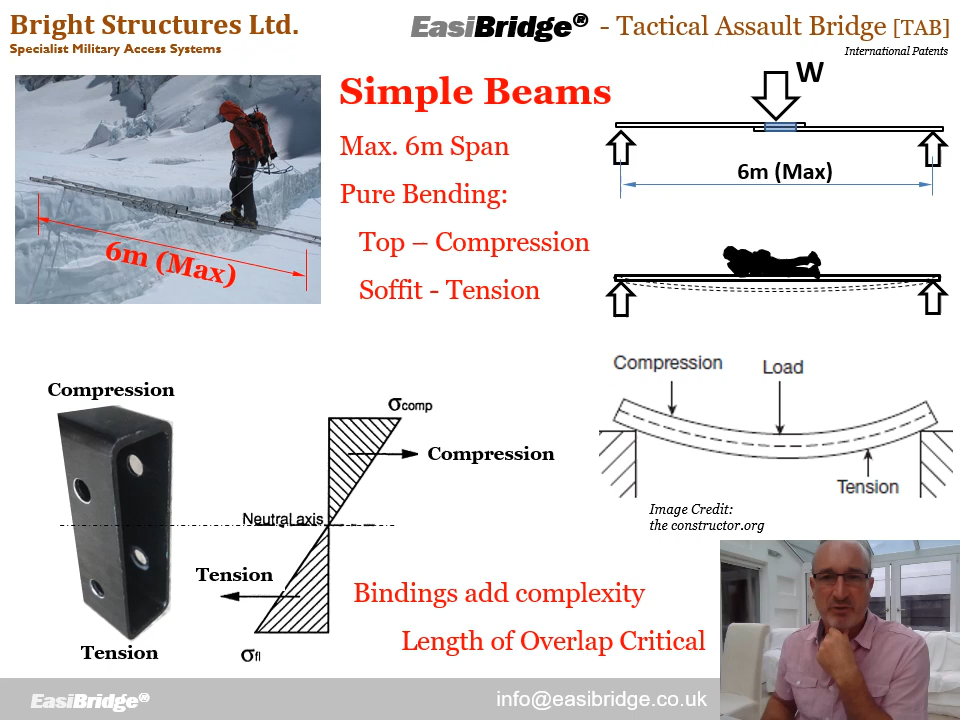 Bright Structures Ltd.
Specialist Military Access Systems
EasiBridge® - Tactical Assault Bridge [TAB]
International Patents
Simple Beams
Max. 6m Span
Pure Bending:
Top – Compression
Soffit - Tension
6m (Max)
W
6m (Max)
Compression
Load
Tension
Image Credit:
the constructor.org
Compression
Tension
σcomp
Compression
Neutral axis
Tension
σfl
Bindings add complexity
Length of Overlap Critical
EasiBridge®
info@easibridge.co.uk